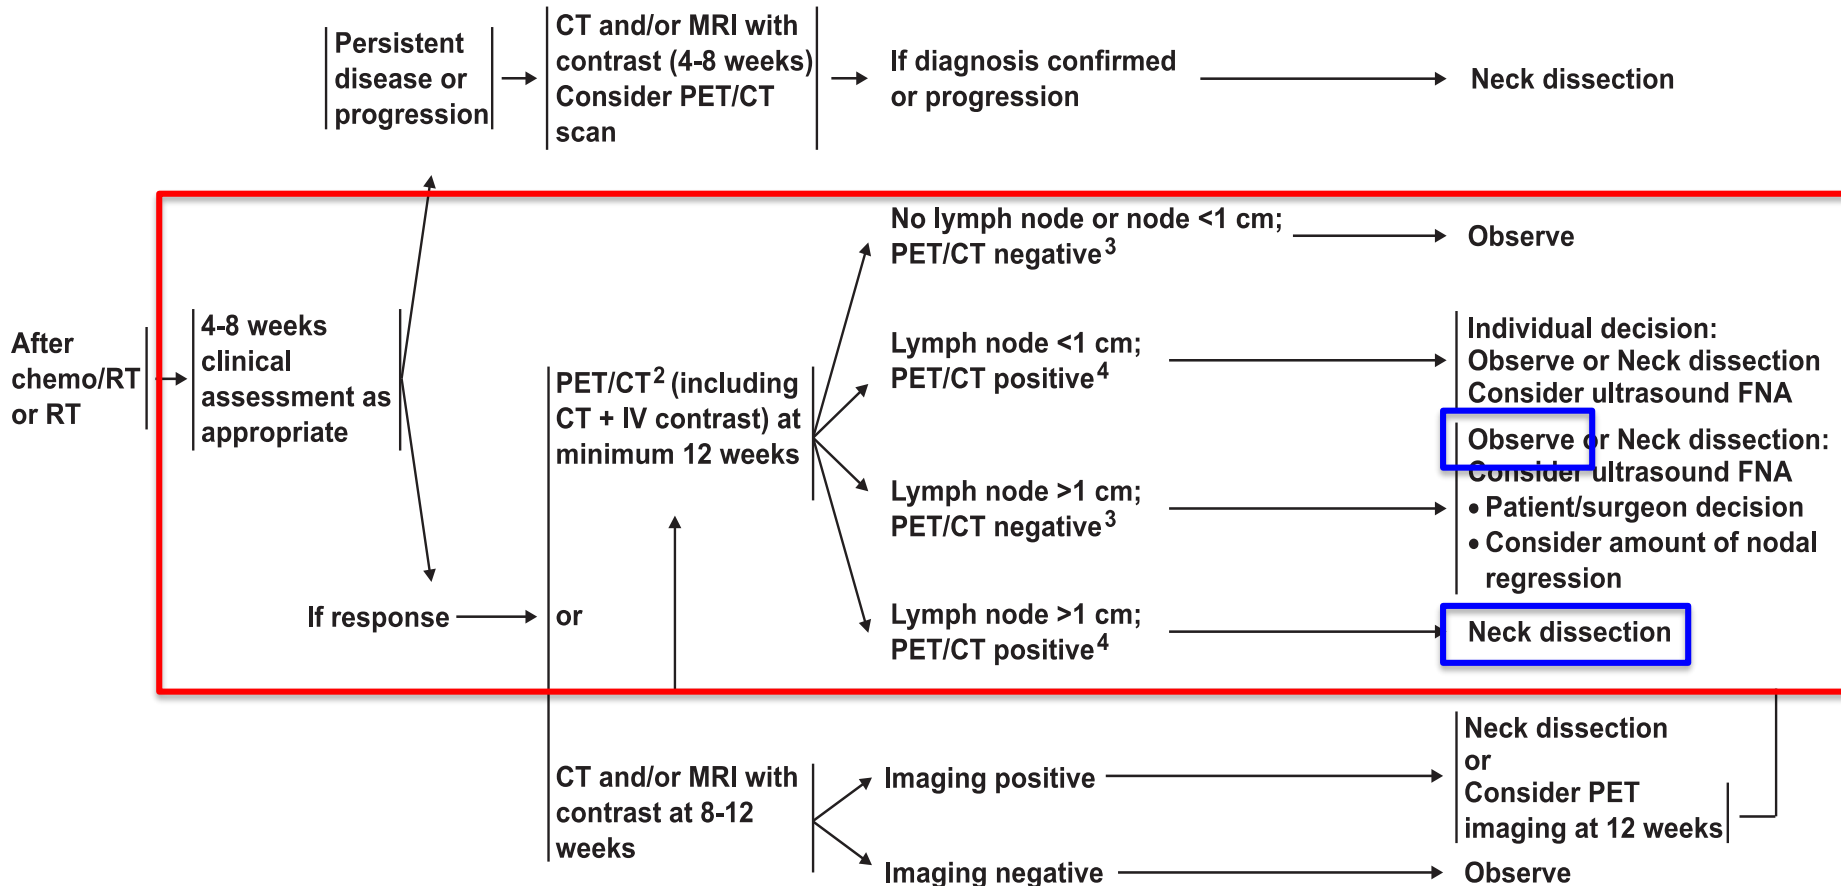 Persistent
disease or
progression
CT and/or MRI with
contrast (4-8 weeks)
Consider PET/CT
scan
If diagnosis confirmed
or progression
Neck dissection
After
chemo/RT
or RT
4-8 weeks
clinical
assessment as
appropriate
If response
PET/CT2 (including
CT + IV contrast) at
minimum 12 weeks
or
CT and/or MRI with
contrast at 8-12
weeks
No lymph node or node <1 cm;
PET/CT negative3
Observe
Lymph node <1 cm;
PET/CT positive4
Individual decision:
Observe or Neck dissection
Consider ultrasound FNA
Lymph node >1 cm;
PET/CT negative3
Observe or Neck dissection:
Consider ultrasound FNA
• Patient/surgeon decision
• Consider amount of nodal
regression
Lymph node >1 cm;
PET/CT positive4
Neck dissection
Imaging positive
Neck dissection
or
Consider PET
imaging at 12 weeks
Imaging negative
Observe